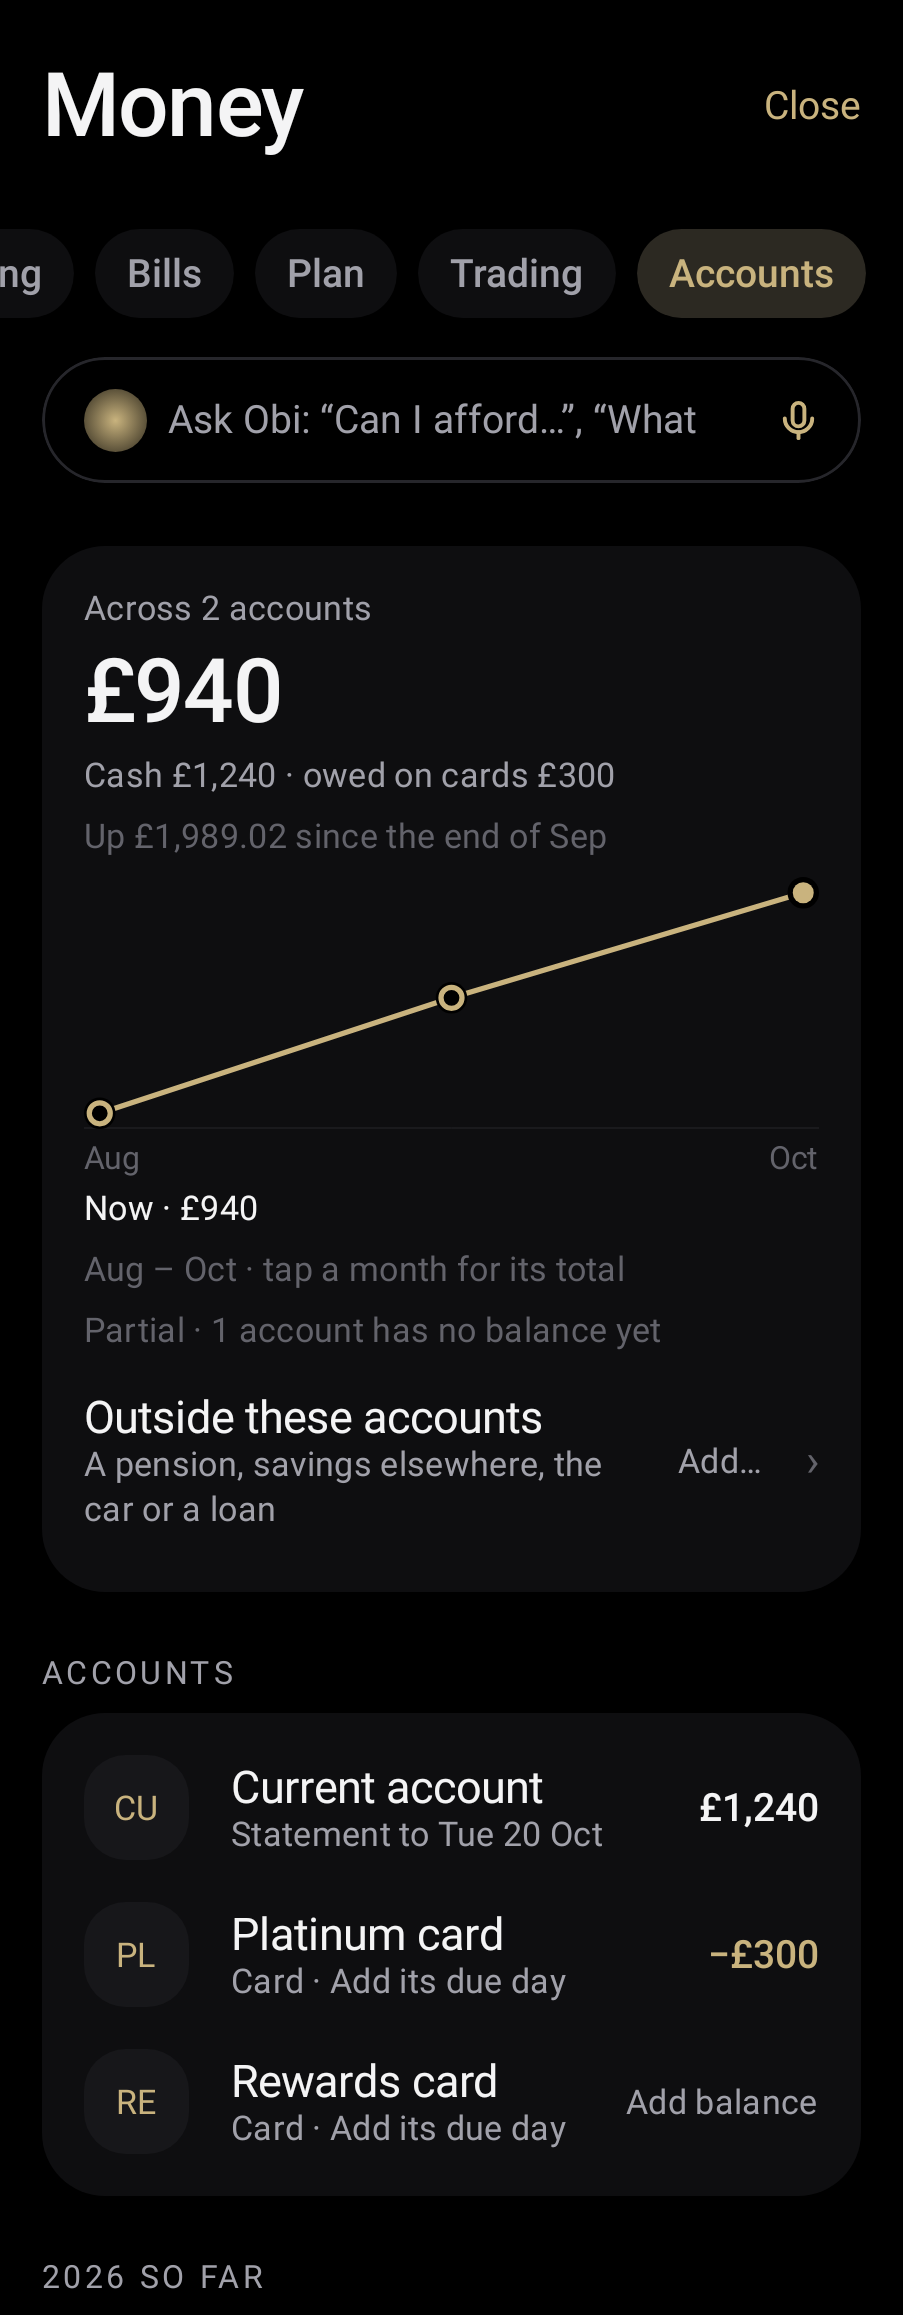 Money
Close
ng
Bills
Plan
Trading
Accounts
Ask Obi: “Can I afford…”, “What
Across 2 accounts
£940
Cash £1,240 · owed on cards £300
Up £1,989.02 since the end of Sep
Aug
Oct
Now · £940
Aug – Oct · tap a month for its total
Partial · 1 account has no balance yet
Outside these accounts
A pension, savings elsewhere, the
car or a loan
Add…
›
ACCOUNTS
CU
Current account
Statement to Tue 20 Oct
£1,240
PL
Platinum card
Card · Add its due day
−£300
RE
Rewards card
Card · Add its due day
Add balance
2026 SO FAR